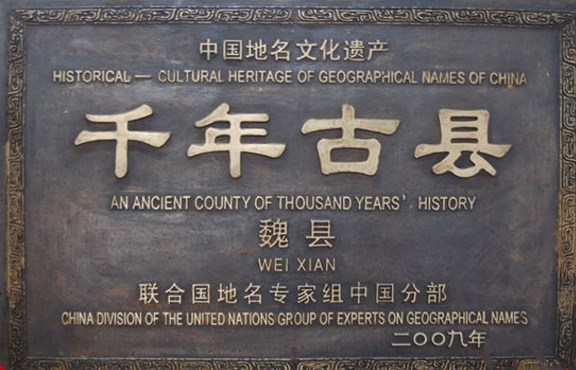 中国地名文化遗产
HISTORICAL — CULTURAL HERITAGE OF GEOGRAPHICAL NAMES OF CHINA
千年古县
AN ANCIENT COUNTY OF THOUSAND YEARS' HISTORY
魏县
WEI XIAN
联合国地名专家组中国分部
CHINA DIVISION OF THE UNITED NATIONS GROUP OF EXPERTS ON GEOGRAPHICAL NAMES
二〇〇九年